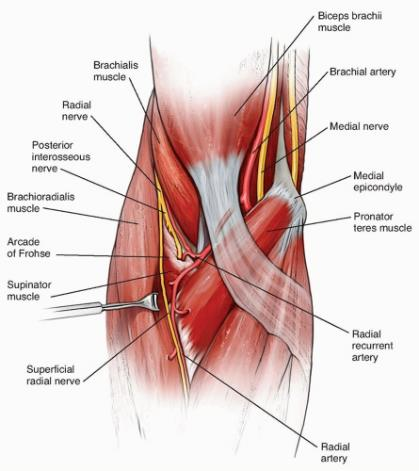 Biceps brachii
muscle
Brachialis
muscle
Brachial artery
Radial
nerve
Medial nerve
Posterior
interosseous
nerve
Medial
epicondyle
Brachioradialis
muscle
Pronator
teres muscle
Arcade
of Frohse
Supinator
muscle
Radial
recurrent
artery
Superficial
radial nerve
Radial
artery